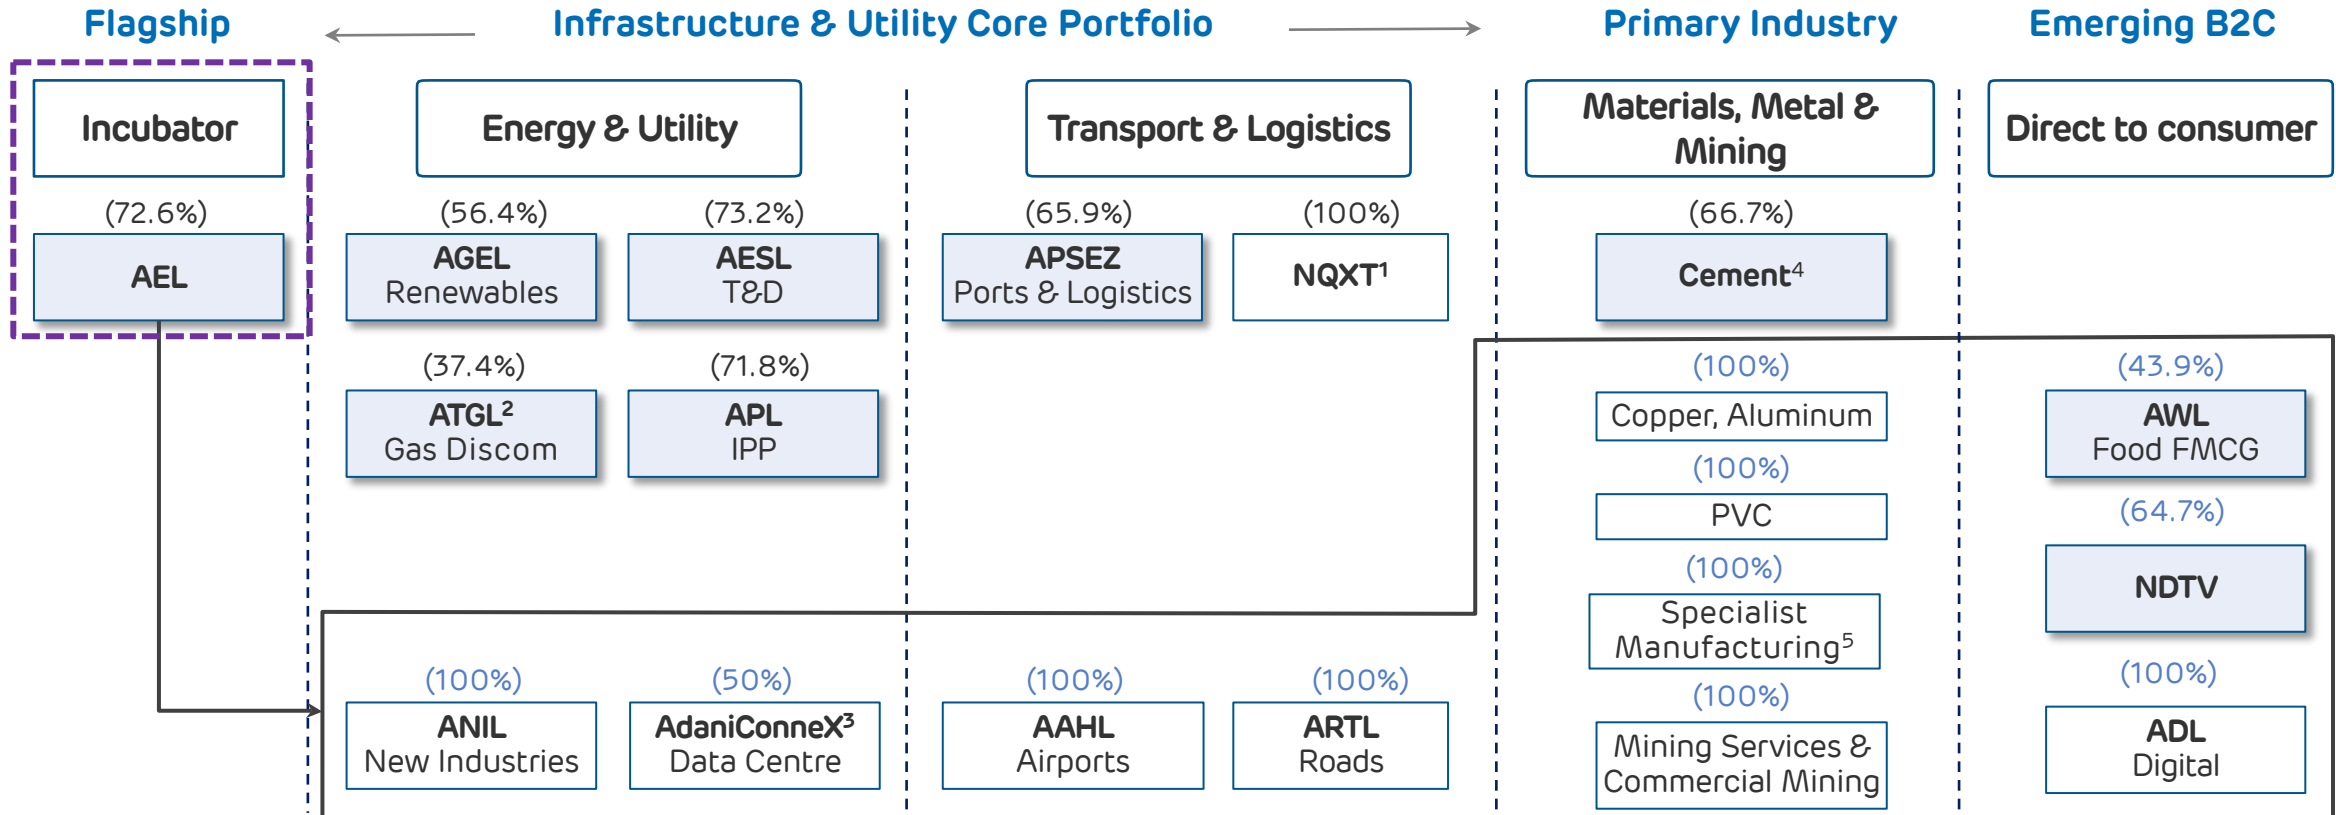 Flagship
Infrastructure & Utility Core Portfolio
Primary Industry
Emerging B2C
Incubator
Energy & Utility
Transport & Logistics
Materials, Metal &
Mining
Direct to consumer
(72.6%)
AEL
(56.4%)
AGEL
Renewables
(73.2%)
AESL
T&D
(65.9%)
APSEZ
Ports & Logistics
(100%)
NQXT¹
(66.7%)
Cement⁴
(37.4%)
ATGL²
Gas Discom
(71.8%)
APL
IPP
(100%)
Copper, Aluminum
(100%)
PVC
(100%)
Specialist
Manufacturing⁵
(100%)
Mining Services &
Commercial Mining
(43.9%)
AWL
Food FMCG
(64.7%)
NDTV
(100%)
ADL
Digital
(100%)
ANIL
New Industries
(50%)
AdaniConneX³
Data Centre
(100%)
AAHL
Airports
(100%)
ARTL
Roads